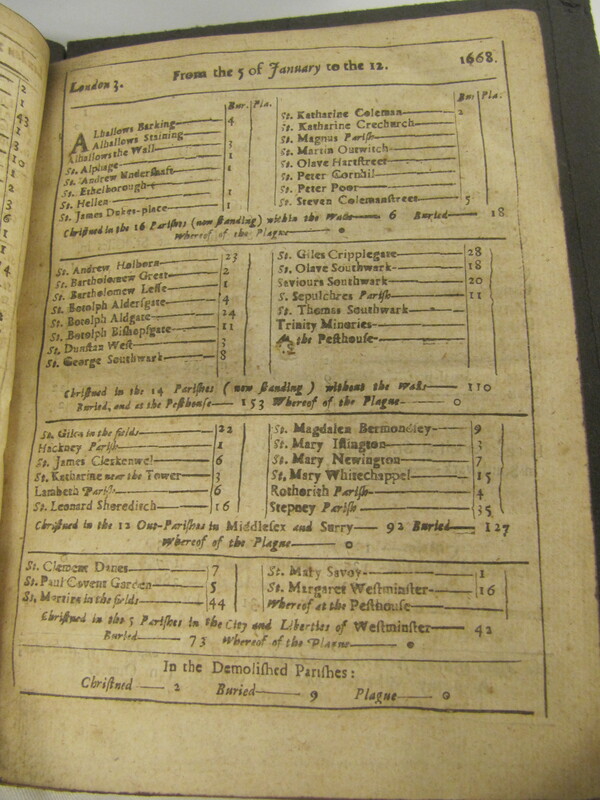 London 3. From the 5 of January to the 12. 1668.
Bur. Pla.
Alhallows Barking 4
Alhallows Staining
Alhallows the Wall 3
St. Alphage 1
St. Andrew Undershaft 1
St. Ethelborough
St. Hellen 1
St. James Dukes-place 1
Bur Pla.
St. Katharine Coleman 2
St. Katharine Creechurch
St. Magnus Parish
St. Martin Outwitch
St. Olave Hartstreet
St. Peter Cornhil
St. Peter Poor
St. Steven Colemanstreet 5
Christned in the 16 Parishes (now standing) within the Walls 6 Buried 18
Whereof of the Plague 0
St. Andrew Holborn 23
St. Bartholomew Great 2
St. Bartholomew Lesse 1
St. Botolph Aldersgate 4
St. Botolph Aldgate 24
St. Botolph Bishopsgate 11
St. Dunstan West 3
St. George Southwark 8
St. Giles Cripplegate 28
St. Olave Southwark 18
Saviours Southwark 20
S. Sepulchres Parish 11
St. Thomas Southwark
Trinity Minories
the Pesthouse
Christned in the 14 Parishes (now standing) without the Walls 110
Buried, and at the Pesthouse 153 Whereof of the Plague 0
St. Giles in the fields 22
Hackney Parish 1
St. James Clerkenwel 6
St. Katharine near the Tower 3
Lambeth Parish 6
St. Leonard Shoreditch 16
St. Magdalen Bermondsey 9
St. Mary Islington 3
St. Mary Newington 7
St. Mary Whitechappel 15
Rotherith Parish 4
Stepney Parish 35
Christned in the 12 Out-Parishes in Middlesex and Surry 92 Buried 127
Whereof of the Plague 0
St. Clement Danes 7
St. Paul Covent Garden 5
St. Martins in the fields 44
St. Mary Savoy 1
St. Margaret Westminster 16
Whereof at the Pesthouse
Christned in the 5 Parishes in the City and Liberties of Westminster 42
Buried 73 Whereof of the Plague 0
In the Demolished Parishes:
Christned 2 Buried 9 Plague 0